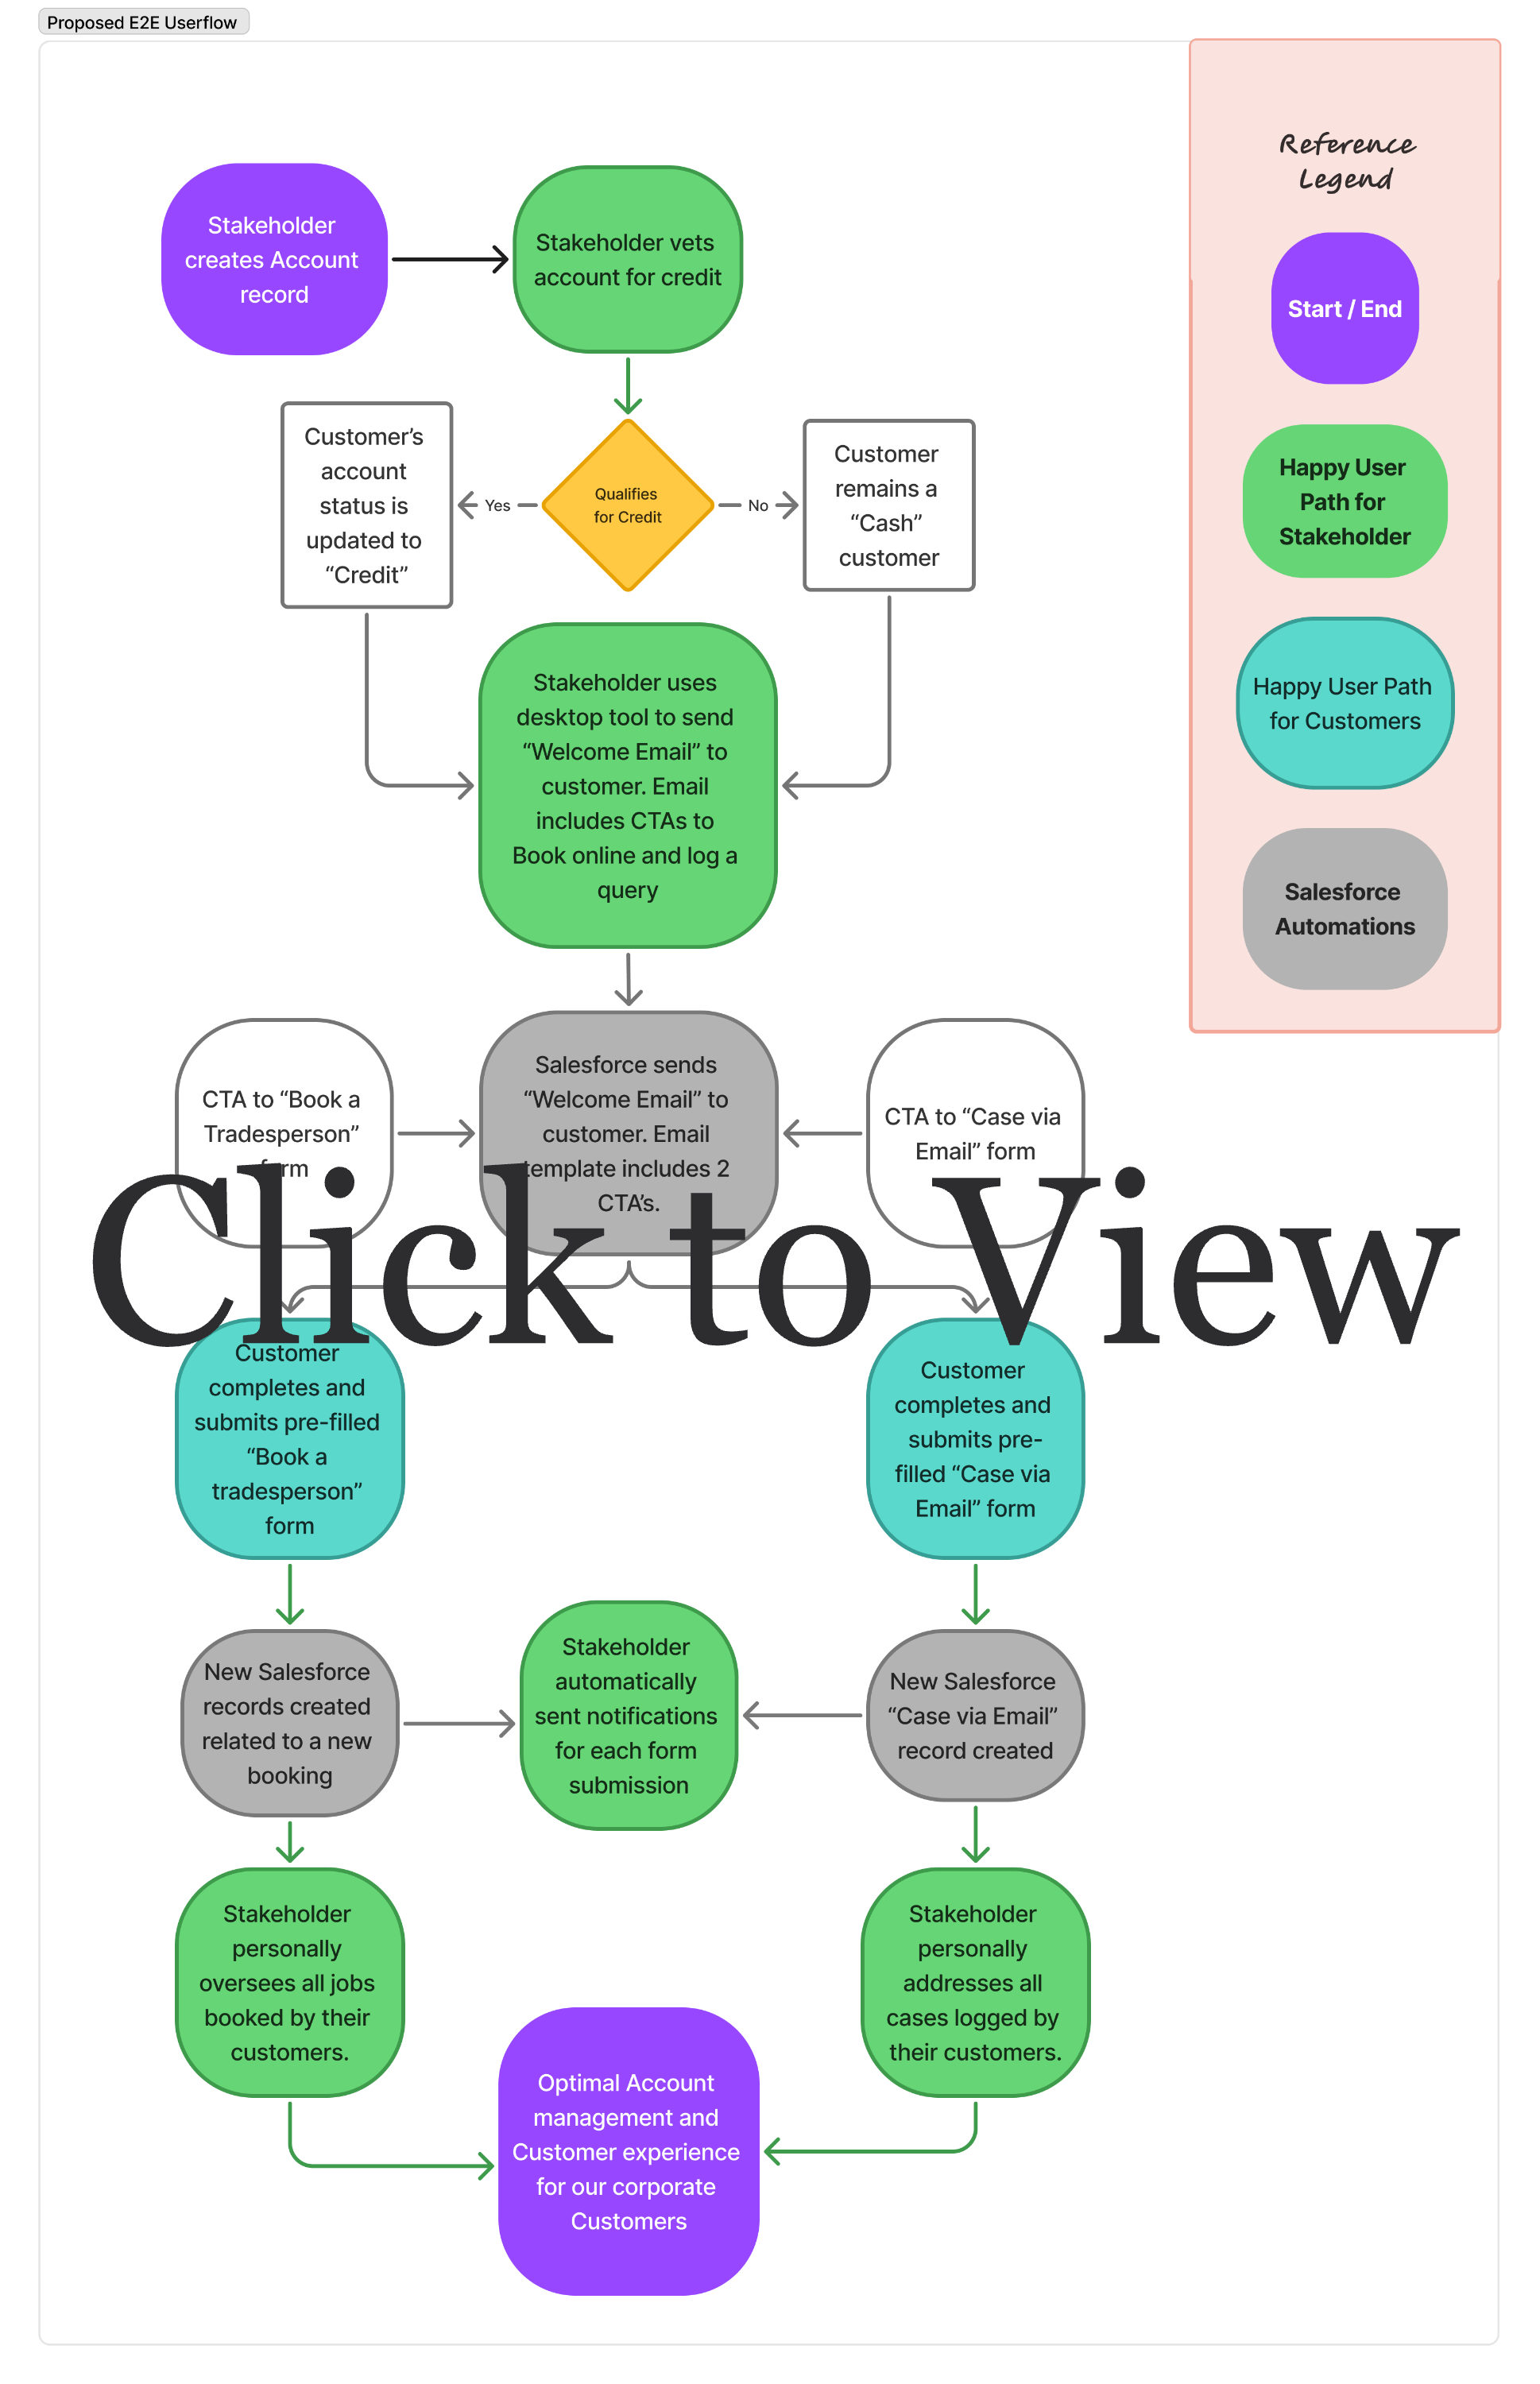 Proposed E2E Userflow
Reference
Legend
Start / End
Happy User
Path for
Stakeholder
Happy User Path
for Customers
Salesforce
Automations
Stakeholder
creates Account
record
Stakeholder vets
account for credit
Qualifies
for Credit
Yes
No
Customer’s
account
status is
updated to
“Credit”
Customer
remains a
“Cash”
customer
Stakeholder uses
desktop tool to send
“Welcome Email” to
customer. Email
includes CTAs to
Book online and log a
query
CTA to “Book a
Tradesperson”
form
Salesforce sends
“Welcome Email” to
customer. Email
template includes 2
CTA’s.
CTA to “Case via
Email” form
Click to View
Customer
completes and
submits pre-filled
“Book a
tradesperson”
form
Customer
completes and
submits pre-
filled “Case via
Email” form
New Salesforce
records created
related to a new
booking
Stakeholder
automatically
sent notifications
for each form
submission
New Salesforce
“Case via Email”
record created
Stakeholder
personally
oversees all jobs
booked by their
customers.
Stakeholder
personally
addresses all
cases logged by
their customers.
Optimal Account
management and
Customer experience
for our corporate
Customers